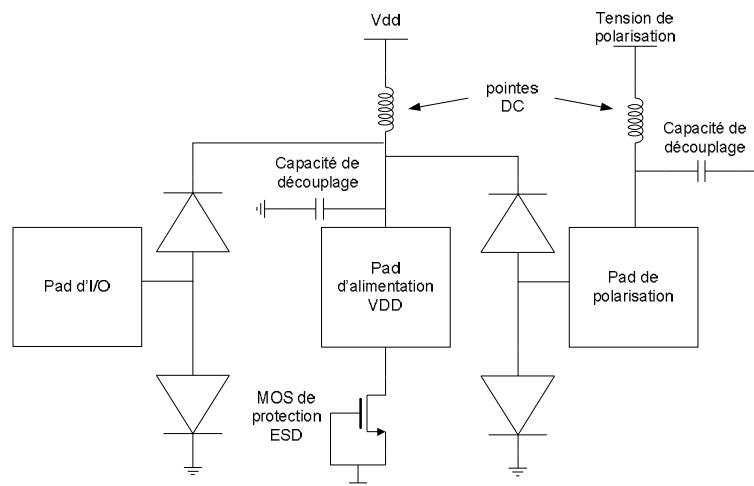 Vdd
Tension de
polarisation
pointes
DC
Capacité de
découplage
Capacité de
découplage
Pad d'I/O
Pad
d'alimentation
VDD
Pad de
polarisation
MOS de
protection
ESD